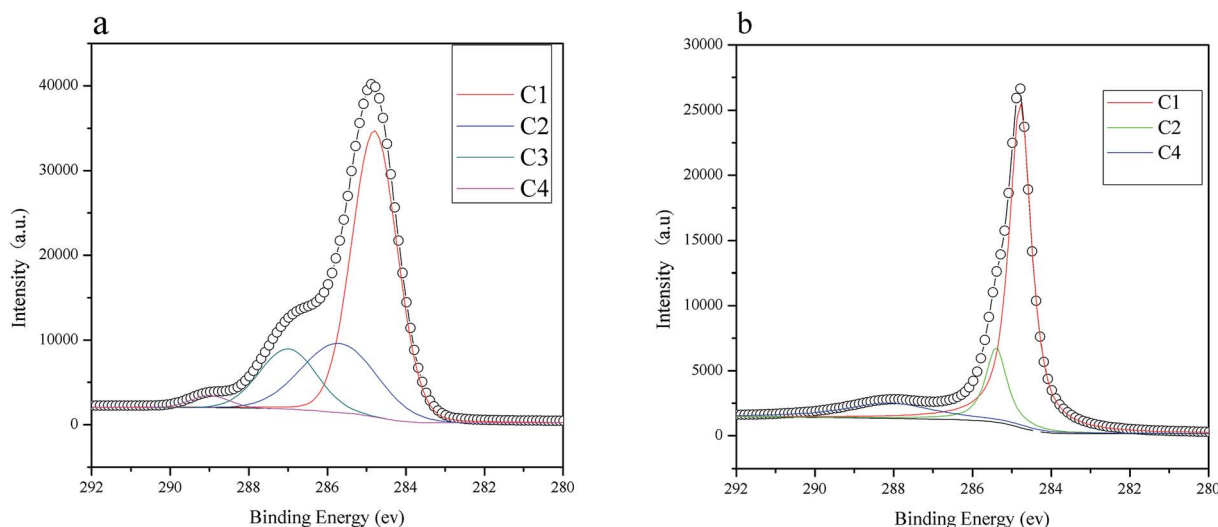 a
40000
30000
20000
10000
0
Intensity (a.u.)
292 290 288 286 284 282 280
Binding Energy (ev)
C1
C2
C3
C4
b
30000
25000
20000
15000
10000
5000
0
Intensity (a.u)
292 290 288 286 284 282 280
Binding Energy (ev)
C1
C2
C4